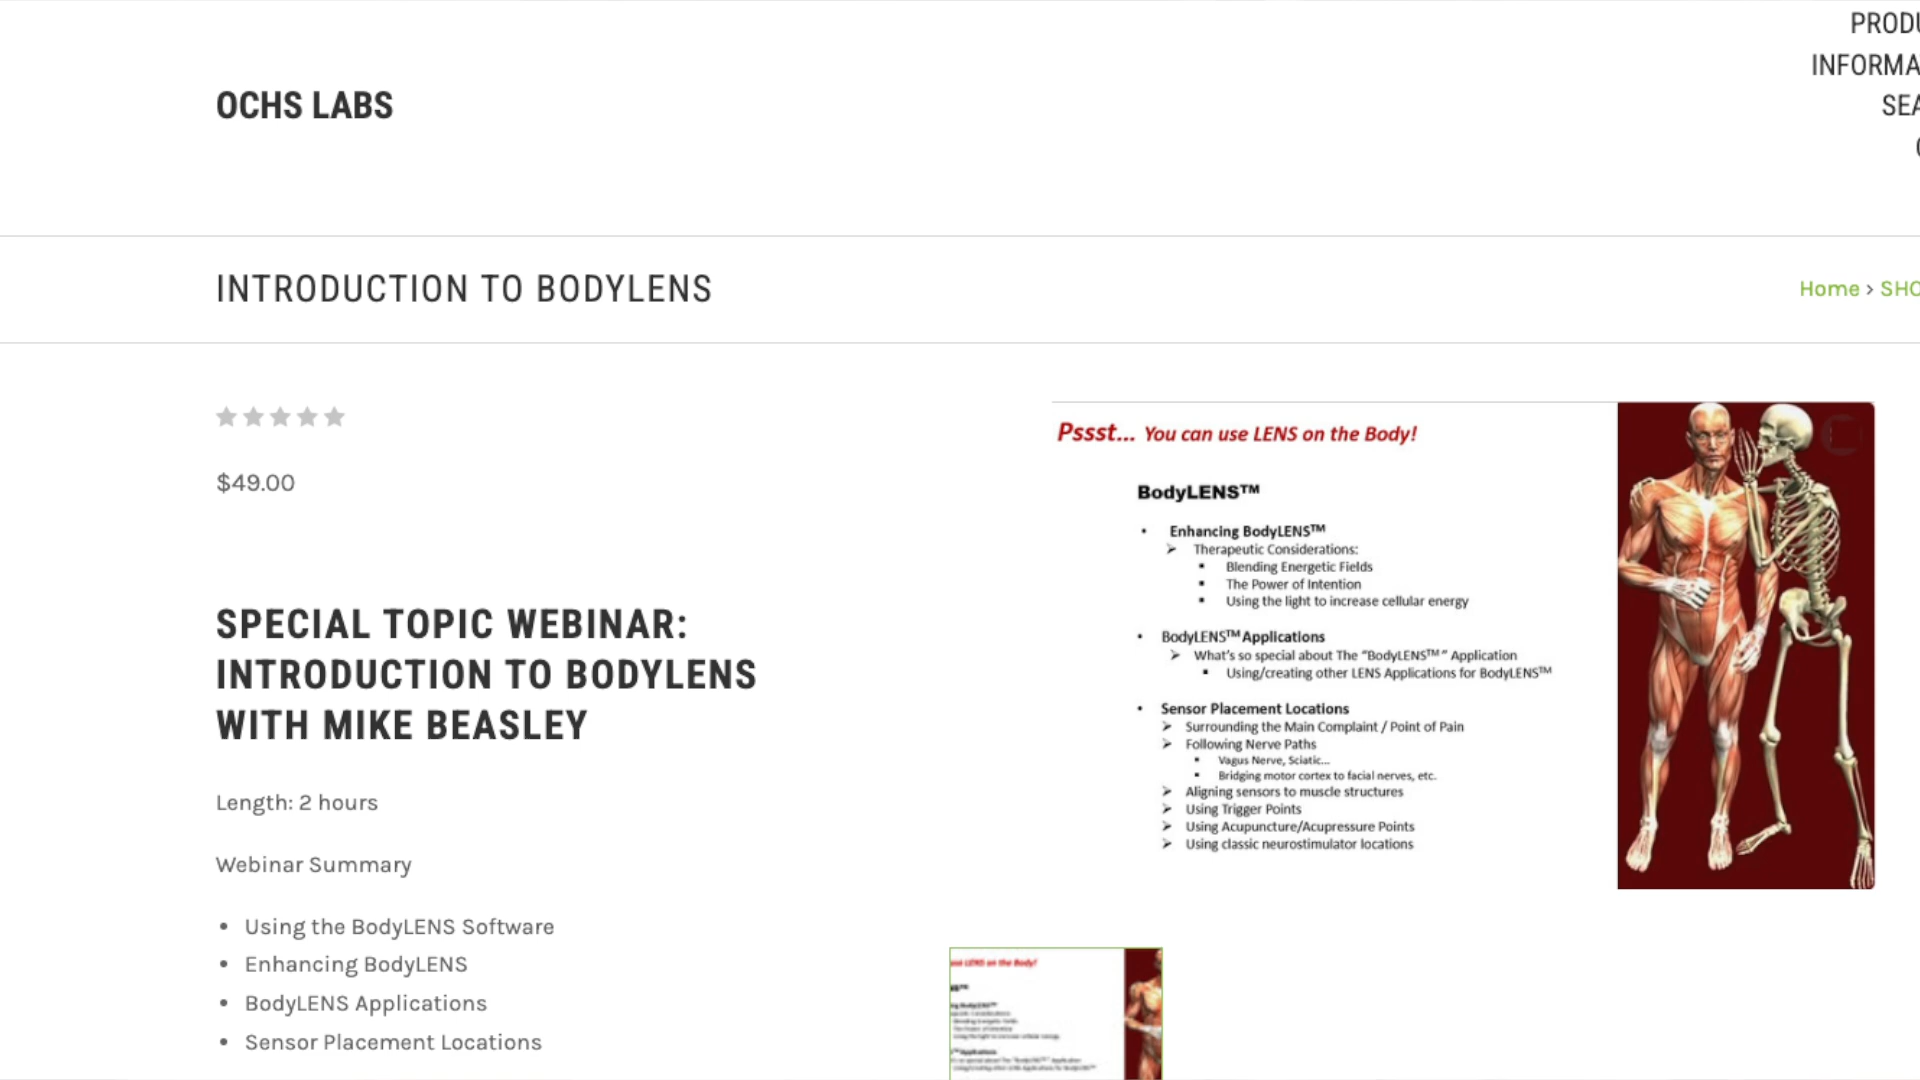 PRODU
INFORMA
SEA
OCHS LABS
INTRODUCTION TO BODYLENS
Home › SHO
$49.00
SPECIAL TOPIC WEBINAR:
INTRODUCTION TO BODYLENS
WITH MIKE BEASLEY
Length: 2 hours
Webinar Summary
• Using the BodyLENS Software
• Enhancing BodyLENS
• BodyLENS Applications
• Sensor Placement Locations
Pssst... You can use LENS on the Body!
BodyLENS™
▪ Enhancing BodyLENS™
➢ Therapeutic Considerations:
▪ Blending Energetic Fields
▪ The Power of Intention
▪ Using the light to increase cellular energy
• BodyLENS™ Applications
➢ What's so special about The "BodyLENS™" Application
▪ Using/creating other LENS Applications for BodyLENS™
• Sensor Placement Locations
➢ Surrounding the Main Complaint / Point of Pain
➢ Following Nerve Paths
▪ Vagus Nerve, Sciatic...
▪ Bridging motor cortex to facial nerves, etc.
➢ Aligning sensors to muscle structures
➢ Using Trigger Points
➢ Using Acupuncture/Acupressure Points
➢ Using classic neurostimulator locations